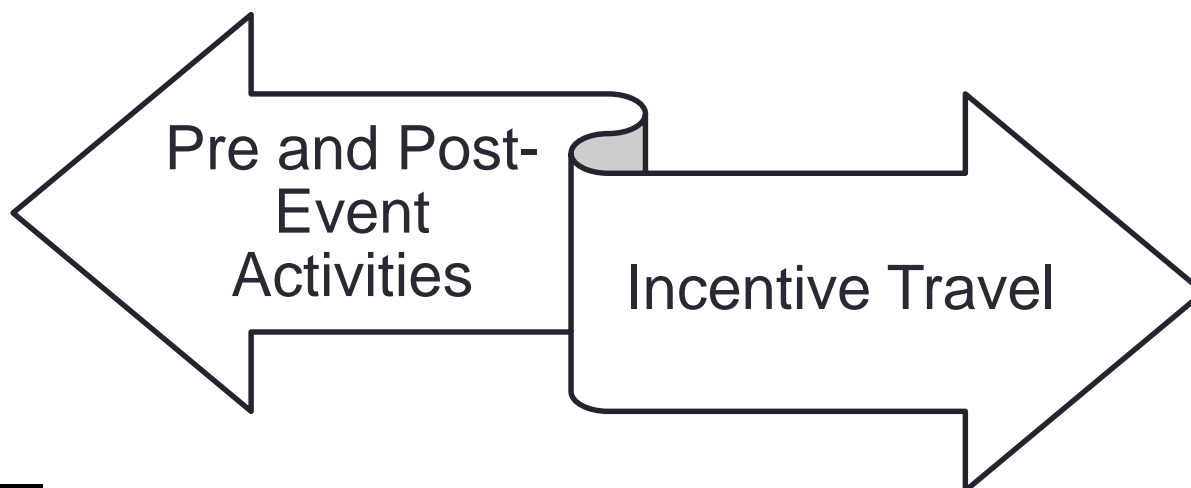 Pre and Post-
Event
Activities
Incentive Travel